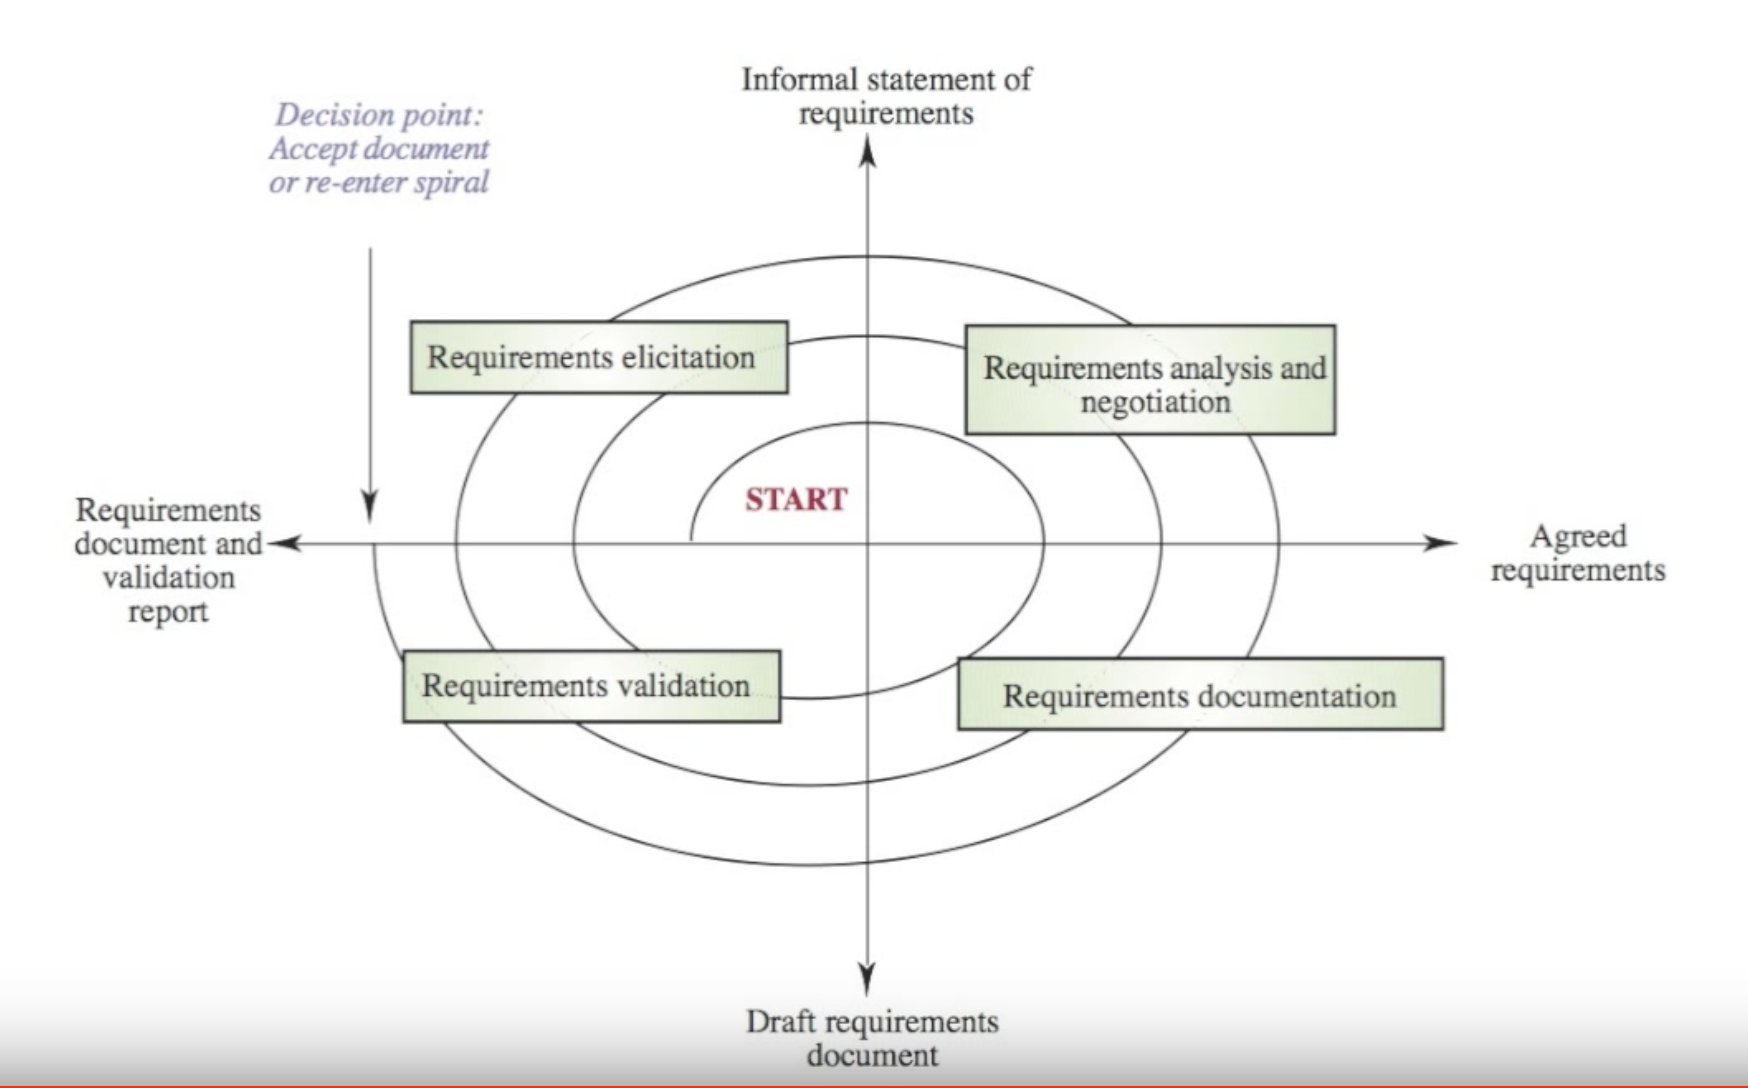 Informal statement of
requirements
Decision point:
Accept document
or re-enter spiral
Requirements elicitation
Requirements analysis and
negotiation
START
Requirements
document and
validation
report
Agreed
requirements
Requirements validation
Requirements documentation
Draft requirements
document